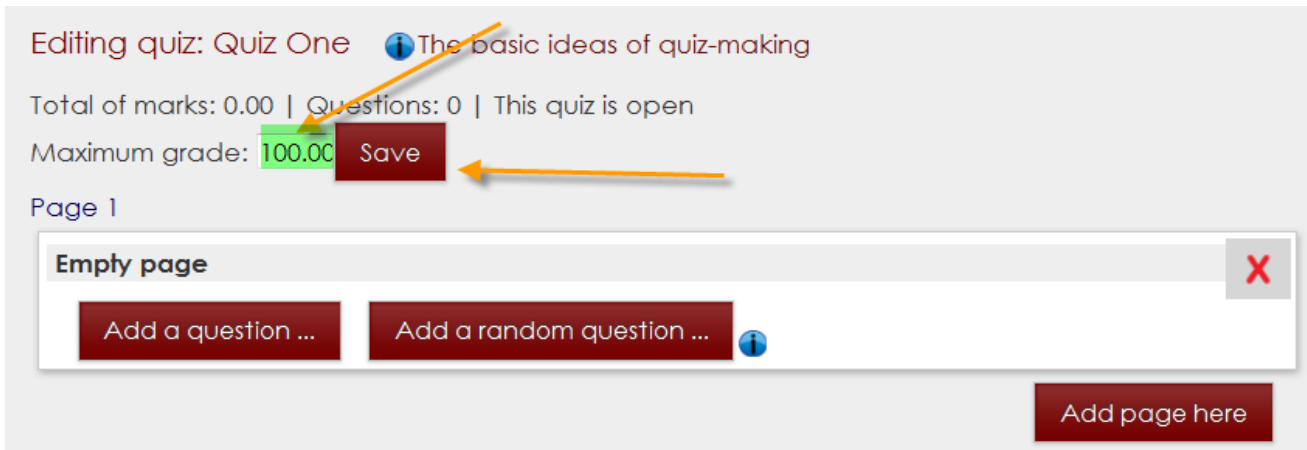 Editing quiz: Quiz One The basic ideas of quiz-making
Total of marks: 0.00 | Questions: 0 | This quiz is open
Maximum grade: 100.00 Save
Page 1
Empty page
X
Add a question ... Add a random question ...
Add page here